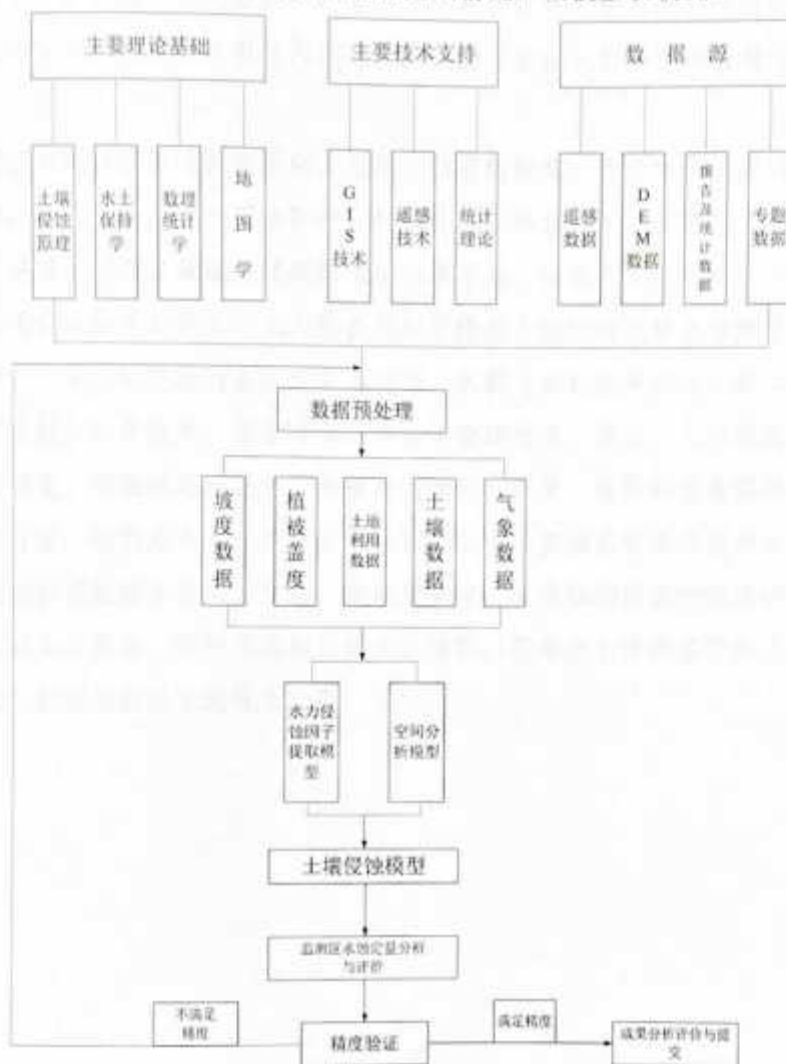 主要理论基础
主要技术支持
数据源
土壤
侵蚀
原理
水土
保持
学
数理
统计
学
地
图
学
G
I
S
技术
遥感
技术
统计
理论
遥感
数据
D
E
M
数据
报告及统计数据
专题
数据
数据预处理
坡度数据
植被盖度
土地
利用
数据
土壤数据
气象数据
水力侵
蚀因子
提取模
型
空间分
析模型
土壤侵蚀模型
监测区水蚀定量分析
与评价
不满足
精度
精度验证
满足精度
成果分析评价与提
交